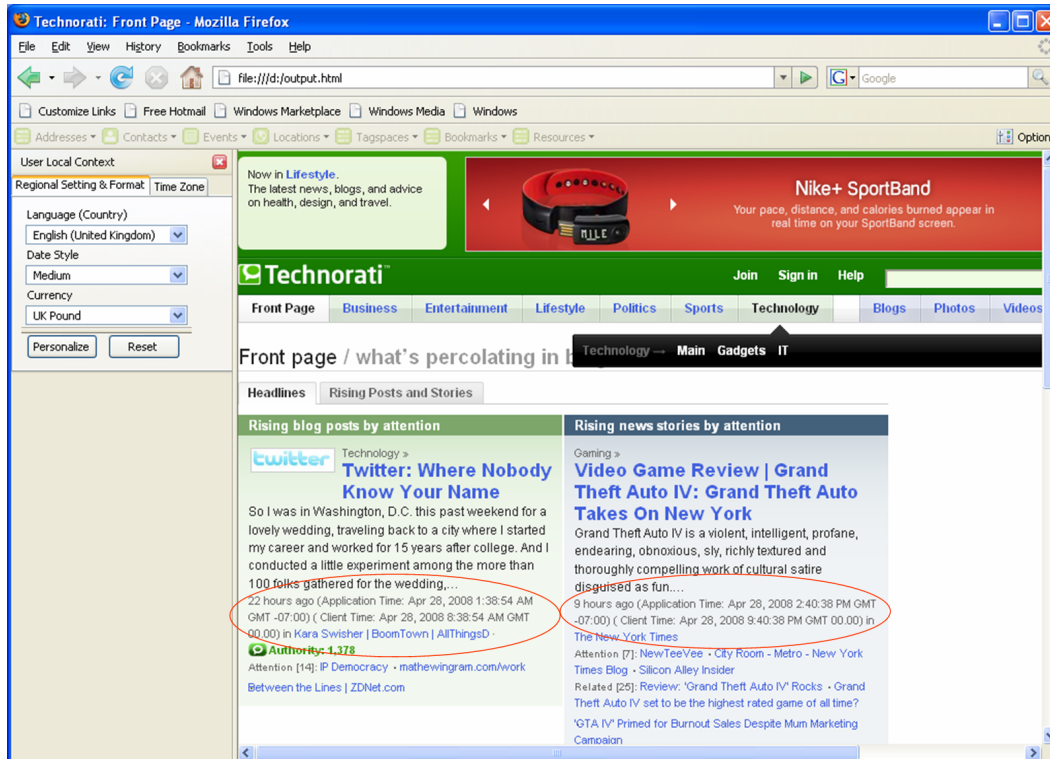 Technorati: Front Page - Mozilla Firefox
File Edit View History Bookmarks Tools Help
file:///d:/output.html
G Google
Customize Links Free Hotmail Windows Marketplace Windows Media Windows
Addresses Contacts Events Locations Tagspaces Bookmarks Resources Option
User Local Context
Regional Setting & Format Time Zone
Language (Country)
English (United Kingdom)
Date Style
Medium
Currency
UK Pound
Personalize Reset
Now in Lifestyle.
The latest news, blogs, and advice
on health, design, and travel.
MILE
Nike+ SportBand
Your pace, distance, and calories burned appear in
real time on your SportBand screen.
Technorati™
Join Sign in Help
Front Page Business Entertainment Lifestyle Politics Sports Technology Blogs Photos Videos
Technology→ Main Gadgets IT
Front page / what's percolating in b
Headlines Rising Posts and Stories
Rising blog posts by attention
twitter
Technology »
Twitter: Where Nobody
Know Your Name
So I was in Washington, D.C. this past weekend for a
lovely wedding, traveling back to a city where I started
my career and worked for 15 years after college. And I
conducted a little experiment among the more than
100 folks gathered for the wedding,...
22 hours ago (Application Time: Apr 28, 2008 1:38:54 AM
GMT -07:00) ( Client Time: Apr 28, 2008 8:38:54 AM GMT
00.00) in Kara Swisher | BoomTown | AllThingsD ·
Authority: 1,378
Attention [14]: IP Democracy · mathewingram.com/work
Between the Lines | ZDNet.com
Rising news stories by attention
Gaming »
Video Game Review | Grand
Theft Auto IV: Grand Theft Auto
Takes On New York
Grand Theft Auto IV is a violent, intelligent, profane,
endearing, obnoxious, sly, richly textured and
thoroughly compelling work of cultural satire
disguised as fun....
9 hours ago (Application Time: Apr 28, 2008 2:40:38 PM GMT
-07:00) ( Client Time: Apr 28, 2008 9:40:38 PM GMT 00.00) in
The New York Times
Attention [7]: NewTeeVee · City Room - Metro - New York
Times Blog · Silicon Alley Insider
Related [25]: Review: 'Grand Theft Auto IV' Rocks · Grand
Theft Auto IV set to be the highest rated game of all time?
'GTA IV' Primed for Burnout Sales Despite Mum Marketing
Campaign